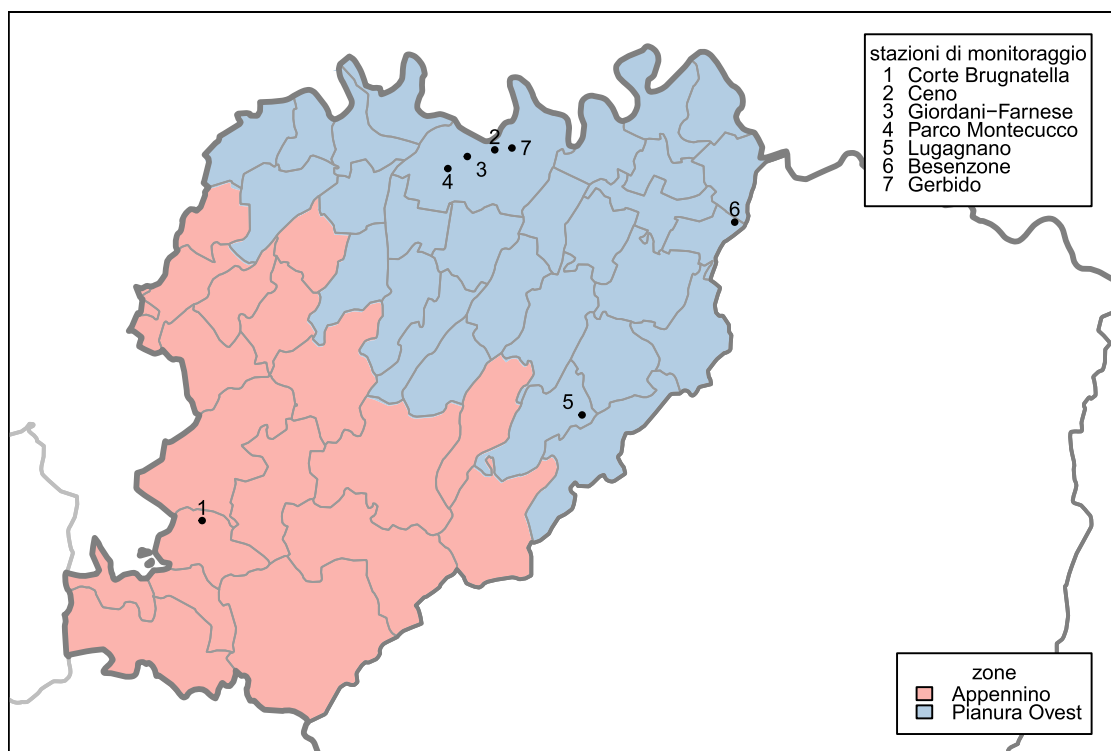 stazioni di monitoraggio
1 Corte Brugnatella
2 Ceno
3 Giordani−Farnese
4 Parco Montecucco
5 Lugagnano
6 Besenzone
7 Gerbido
2
7
3
4
6
5
1
zone
Appennino
Pianura Ovest